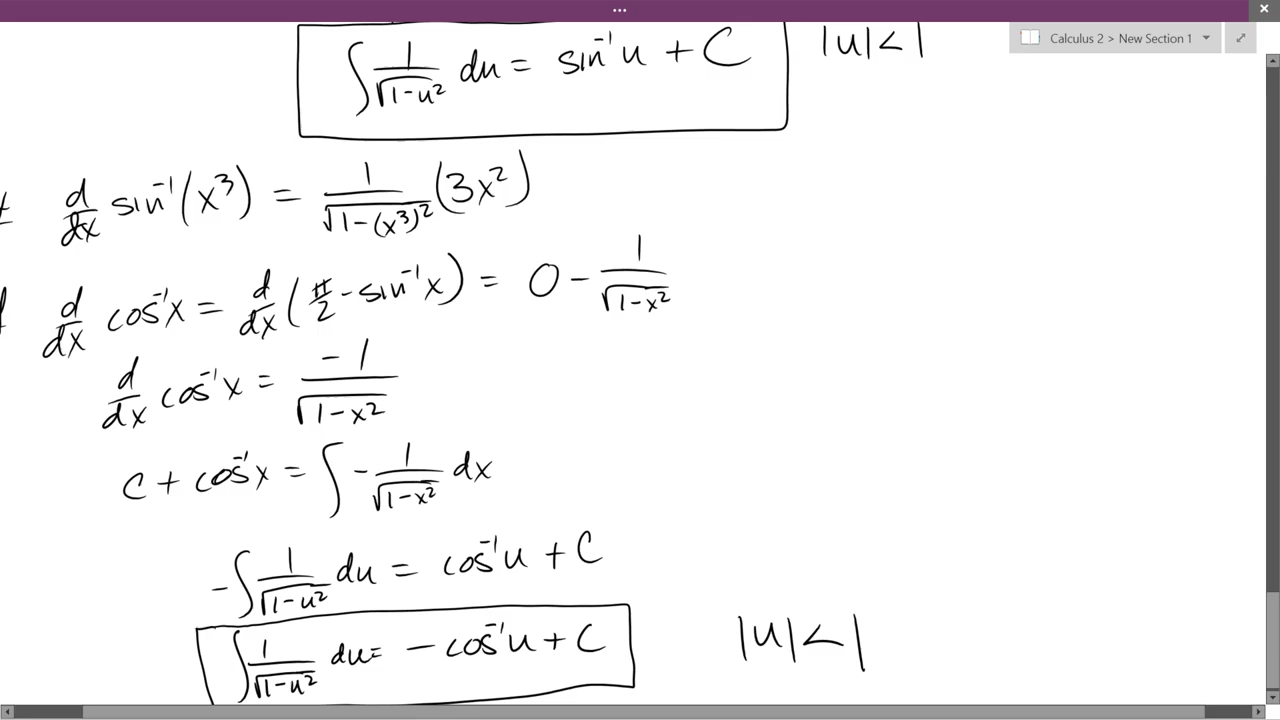 ...
Calculus 2 > New Section 1
∫ 1/√(1-u²) du = sin⁻¹u + C |u|<1
d/dx sin⁻¹(x³) = 1/√(1-(x³)²) (3x²)
d/dx cos⁻¹x = d/dx (π/2 - sin⁻¹x) = 0 - 1/√(1-x²)
d/dx cos⁻¹x = -1/√(1-x²)
C + cos⁻¹x = ∫ - 1/√(1-x²) dx
-∫ 1/√(1-u²) du = cos⁻¹u + C
∫ 1/√(1-u²) du = - cos⁻¹u + C |u|<1